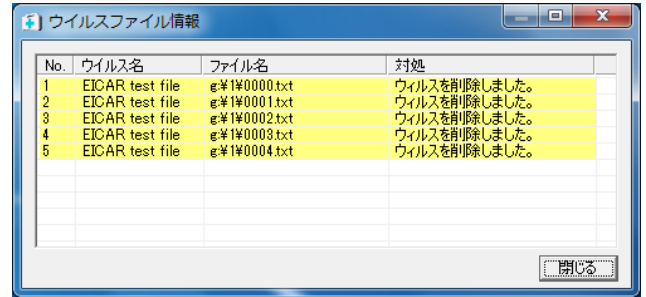 ウイルスファイル情報
No. ウイルス名 ファイル名 対処
1 EICAR test file g:¥1¥0000.txt ウィルスを削除しました。
2 EICAR test file g:¥1¥0001.txt ウィルスを削除しました。
3 EICAR test file g:¥1¥0002.txt ウィルスを削除しました。
4 EICAR test file g:¥1¥0003.txt ウィルスを削除しました。
5 EICAR test file g:¥1¥0004.txt ウィルスを削除しました。
閉じる